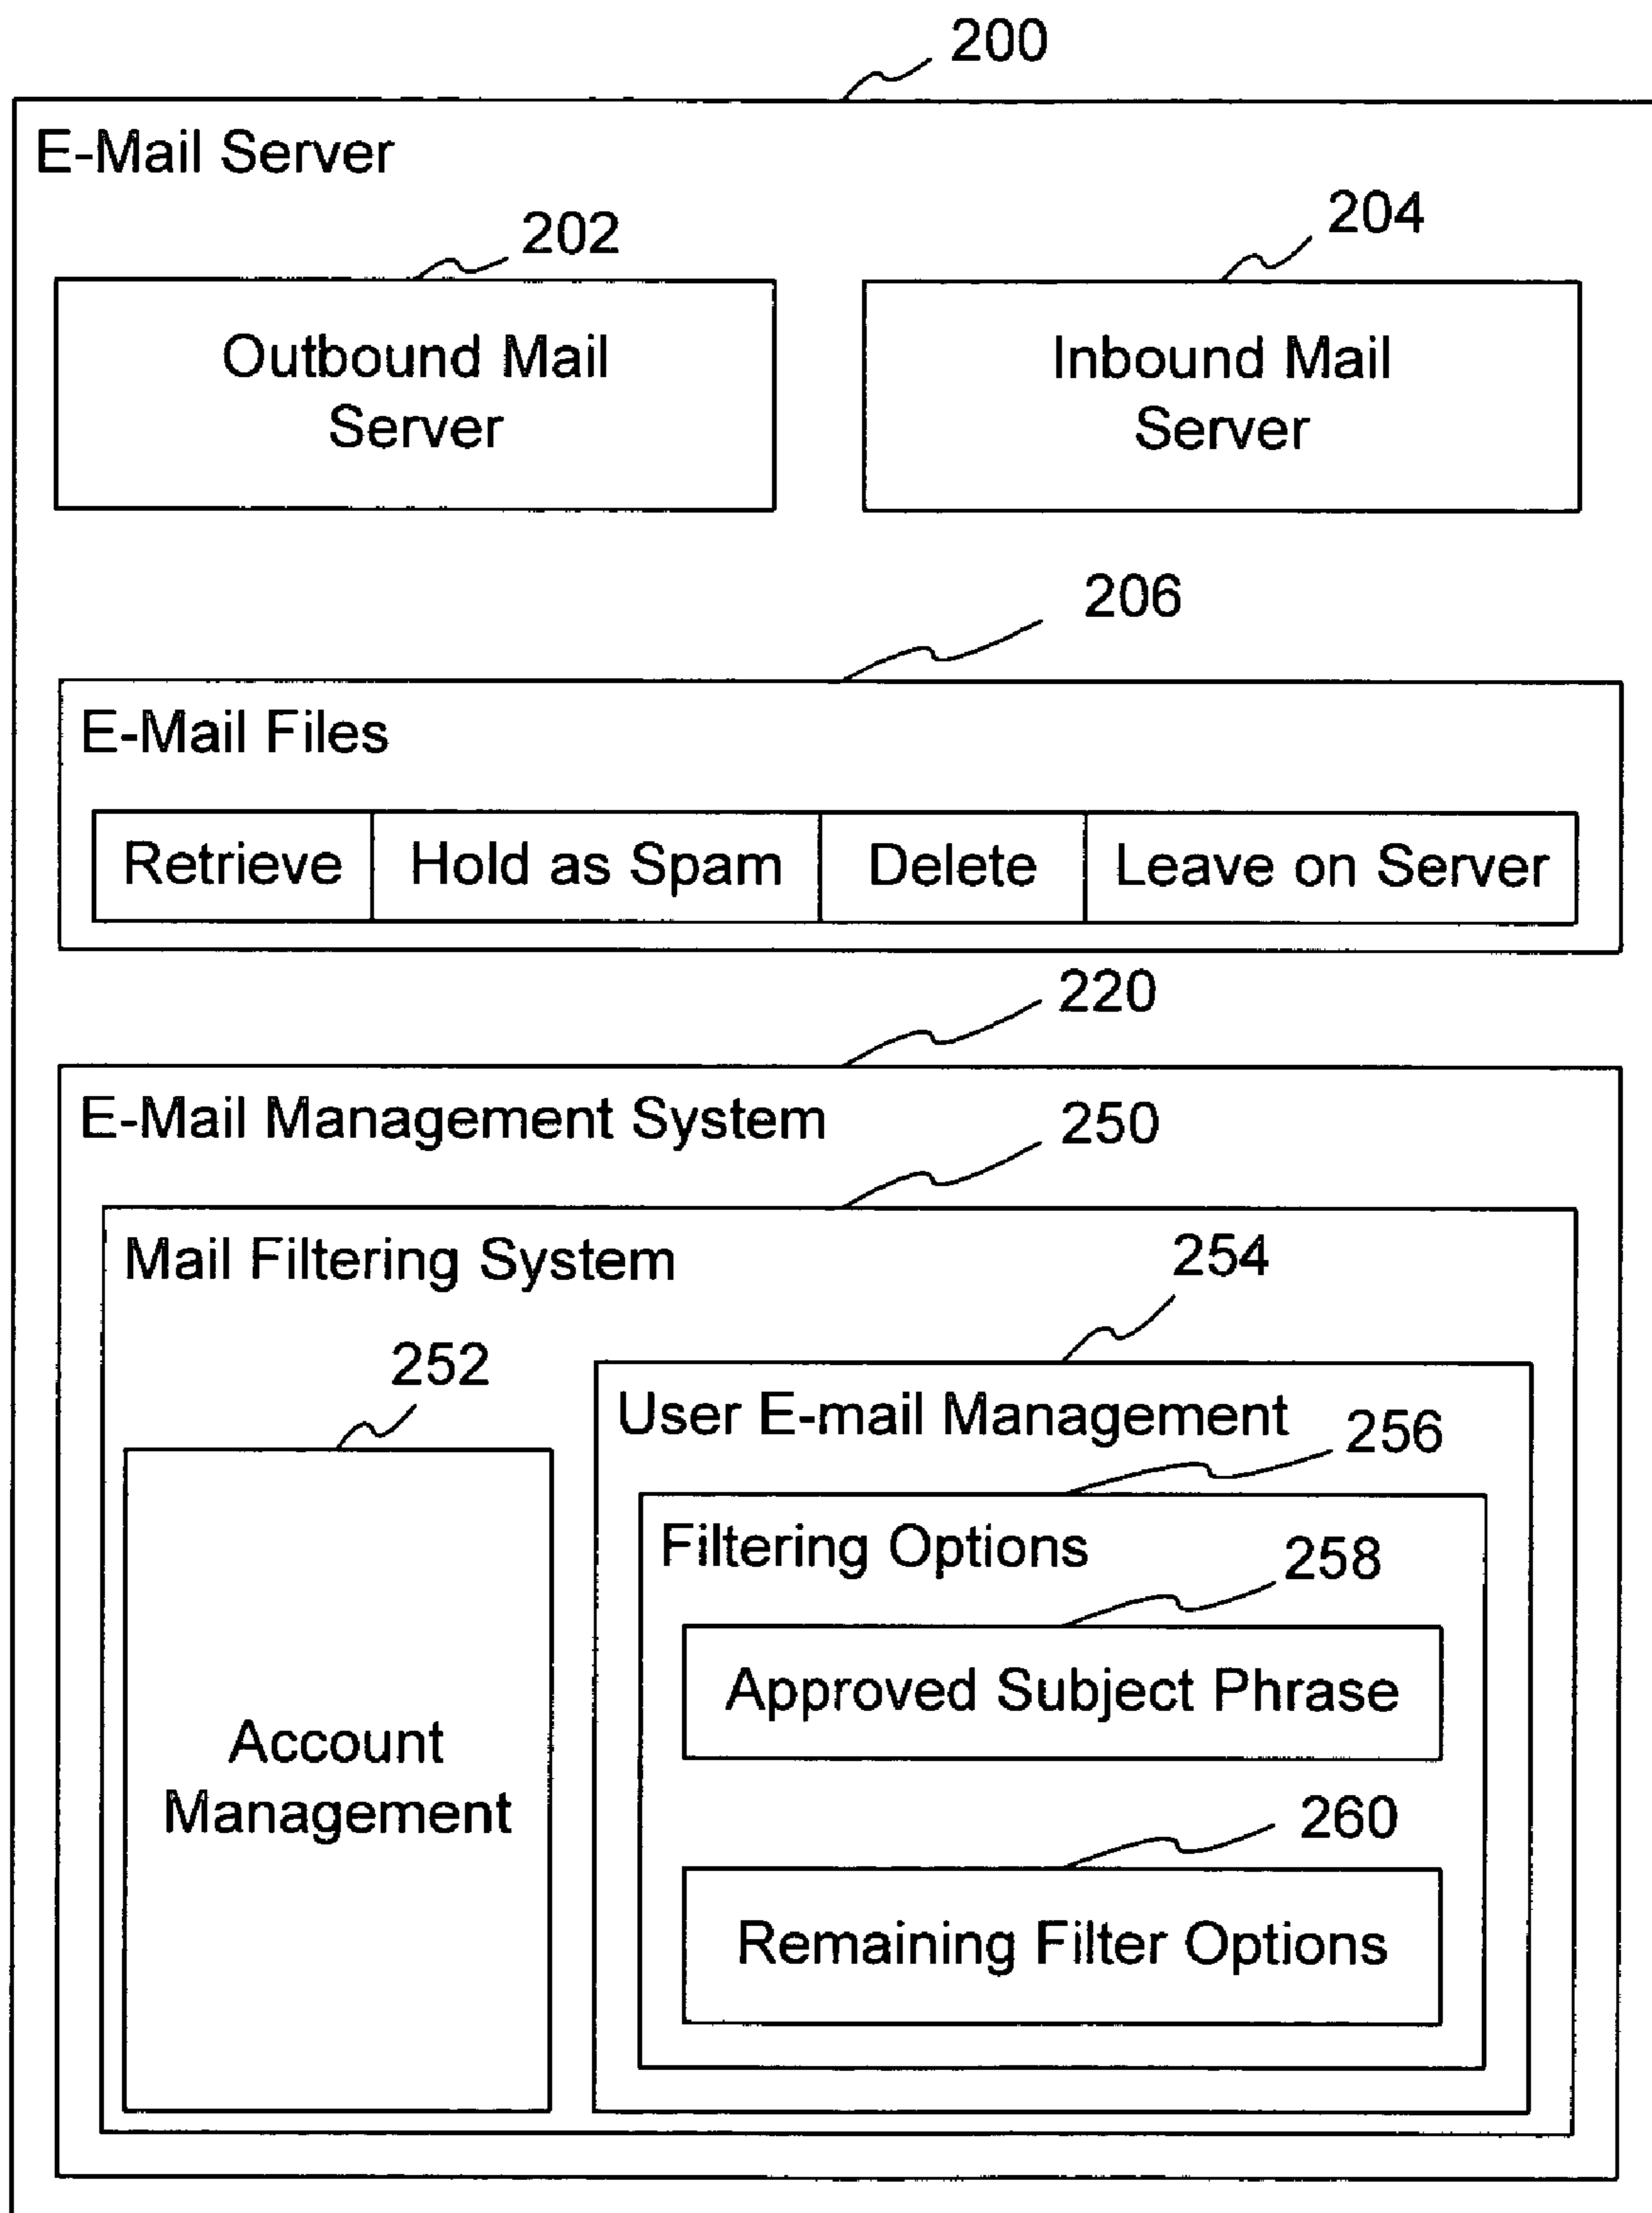 200
E-Mail Server
202
204
Outbound Mail
Server
Inbound Mail
Server
206
E-Mail Files
Retrieve
Hold as Spam
Delete
Leave on Server
220
E-Mail Management System
250
Mail Filtering System
254
252
User E-mail Management
256
Filtering Options
258
Approved Subject Phrase
Account
Management
260
Remaining Filter Options